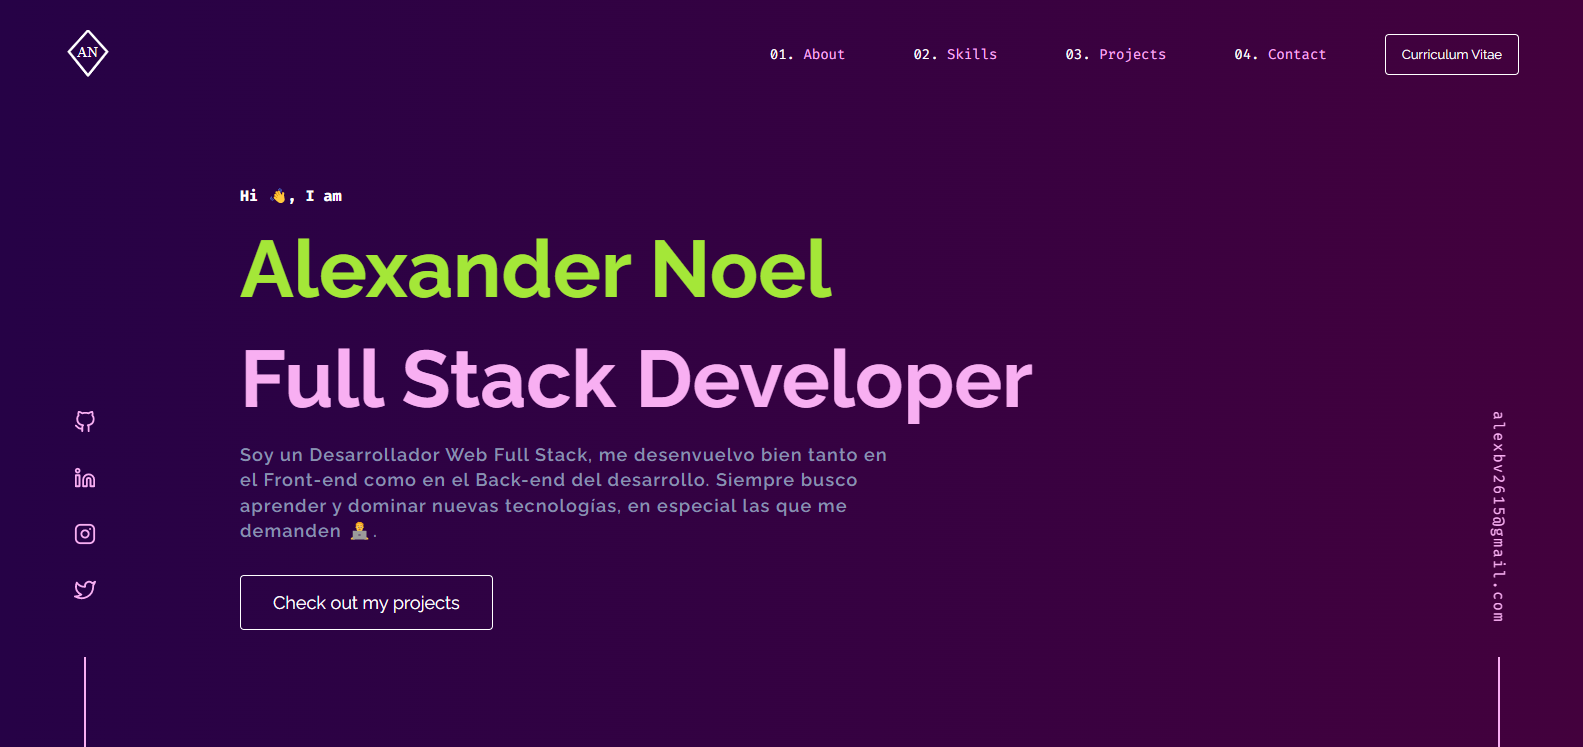 AN
01. About 02. Skills 03. Projects 04. Contact Curriculum Vitae
Hi 👋, I am
Alexander Noel
Full Stack Developer
Soy un Desarrollador Web Full Stack, me desenvuelvo bien tanto en
el Front-end como en el Back-end del desarrollo. Siempre busco
aprender y dominar nuevas tecnologías, en especial las que me
demanden 👨‍💻.
Check out my projects
alexbv2615@gmail.com